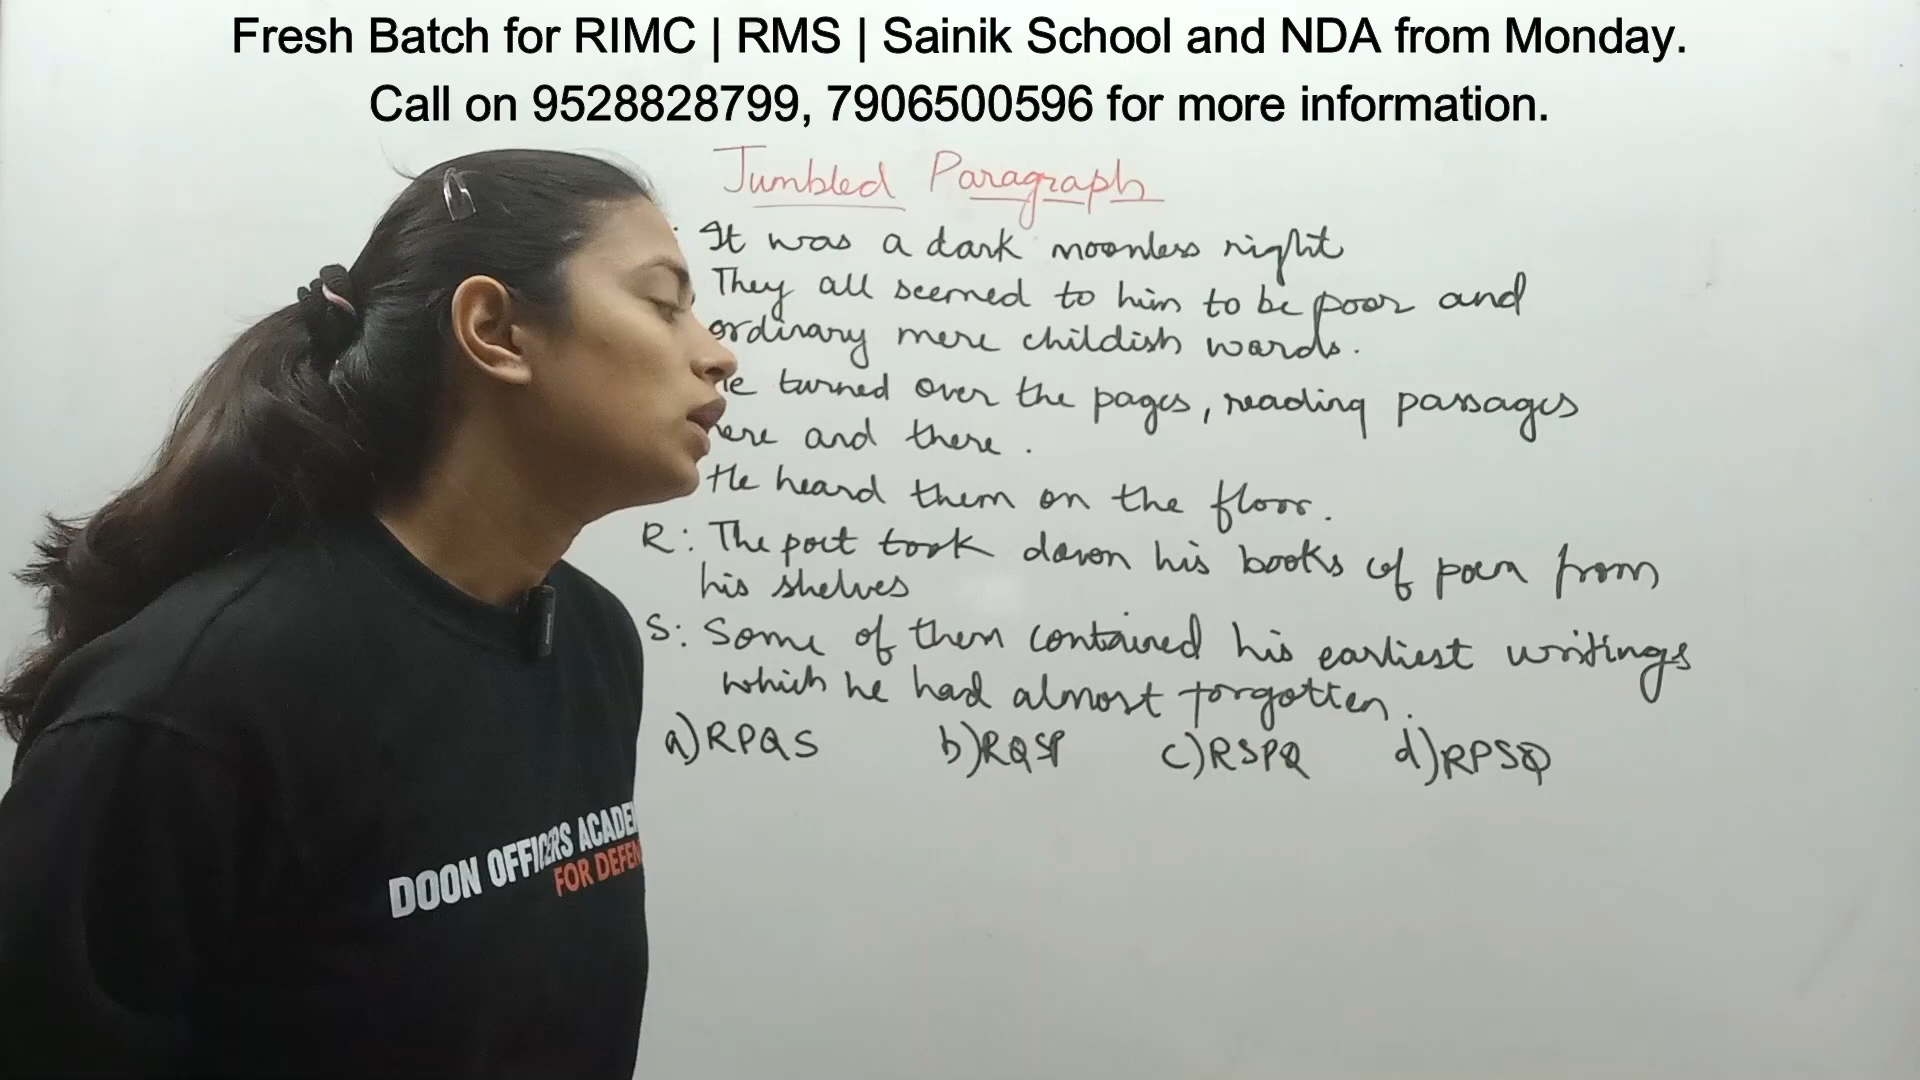 Fresh Batch for RIMC | RMS | Sainik School and NDA from Monday.
Call on 9528828799, 7906500596 for more information.
Jumbled Paragraph
: It was a dark moonless night
They all seemed to him to be poor and
ordinary mere childish words.
turned over the pages, reading passages
and there.
He heard them on the floor.
R: The poet took down his books of from
his shelves
S: Some of them contained his earliest writings
which he had almost forgotten.
a) RPQS b) RQSP c) RSPQ d) RPSQ
DOON OFFICERS ACADE
FOR DEFEN